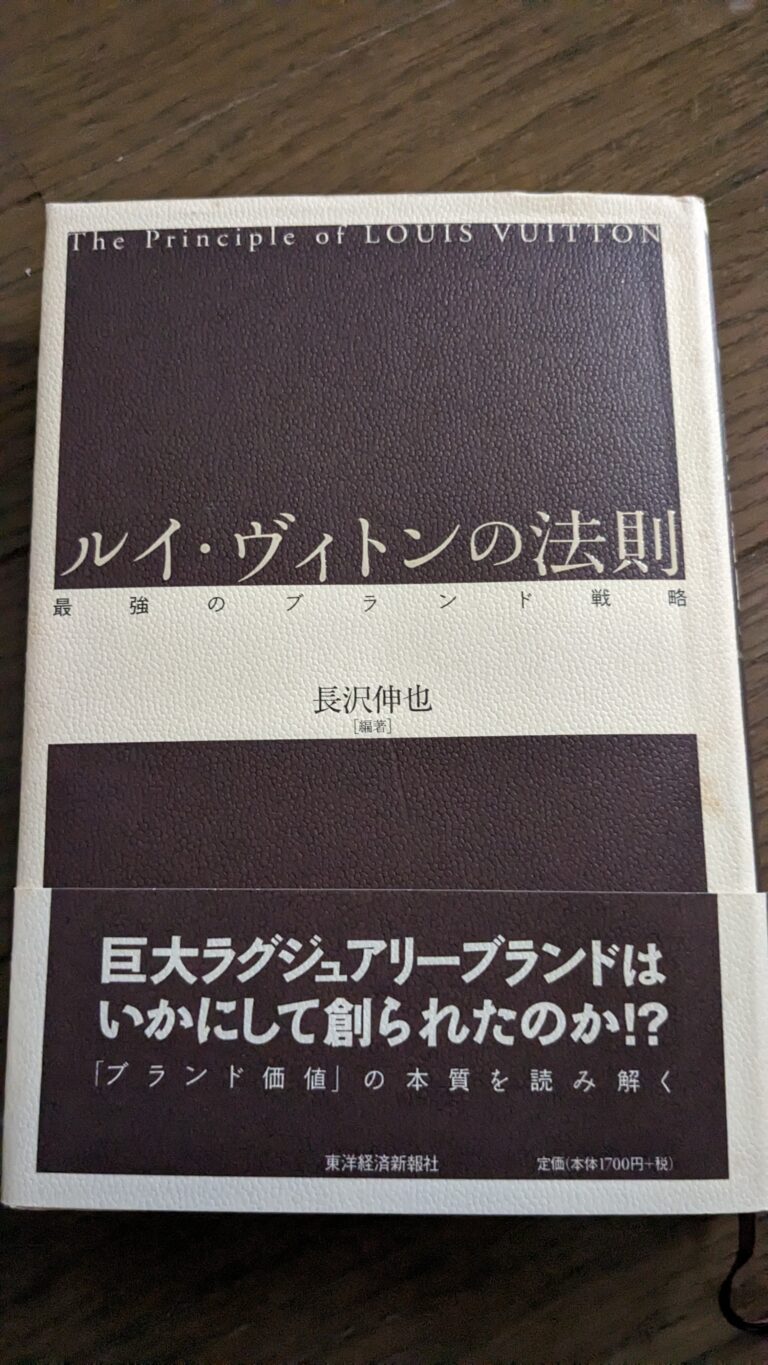 The Principle of LOUIS VUITTON
ルイ・ヴィトンの法則
最強のブランド戦略
長沢伸也
[編著]
巨大ラグジュアリーブランドは
いかにして創られたのか!?
「ブランド価値」の本質を読み解く
東洋経済新報社 定価(本体1700円+税)